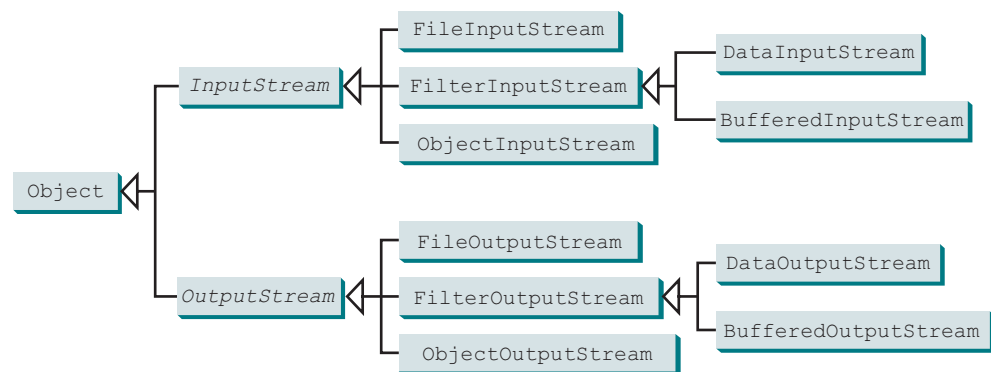 FileInputStream
DataInputStream
InputStream
FilterInputStream
BufferedInputStream
ObjectInputStream
Object
FileOutputStream
DataOutputStream
OutputStream
FilterOutputStream
BufferedOutputStream
ObjectOutputStream